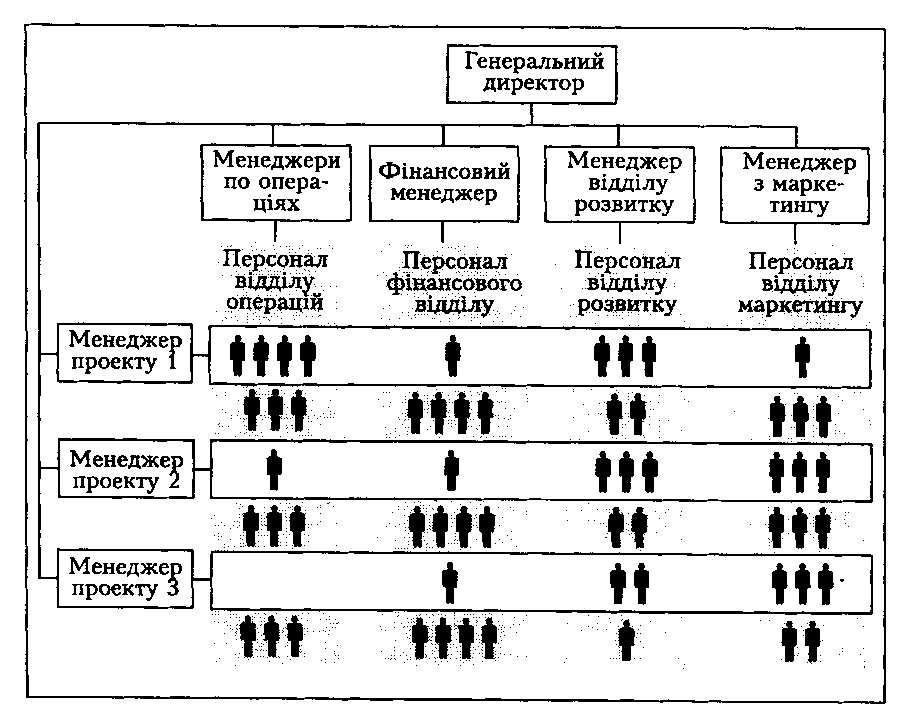 Генеральний
директор
Менеджери
по опера-
ціях
Фінансовий
менеджер
Менеджер
відділу
розвитку
Менеджер
з марке-
тингу
Персонал
відділу
операцій
Персонал
фінансового
відділу
Персонал
відділу
розвитку
Персонал
відділу
маркетингу
Менеджер
проекту 1
Менеджер
проекту 2
Менеджер
проекту 3